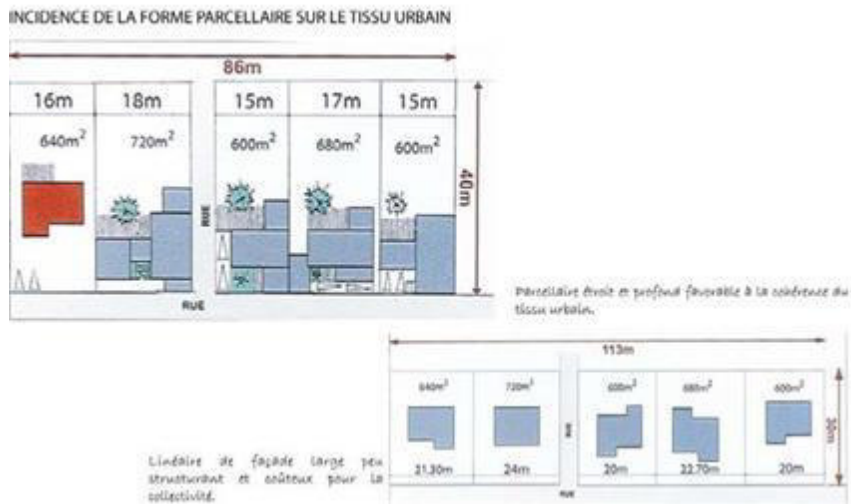 INCIDENCE DE LA FORME PARCELLAIRE SUR LE TISSU URBAIN
86m
16m 18m 15m 17m 15m
640m² 720m² 600m² 680m² 600m²
40m
RUE
RUE
Parcellaire étroit et profond favorable à la cohérence du
tissu urbain.
113m
640m² 720m² 600m² 680m² 600m²
30m
RUE
21.30m 24m 20m 22.70m 20m
RUE
Linéaire de façade large peu
structurant et coûteux pour la
collectivité.